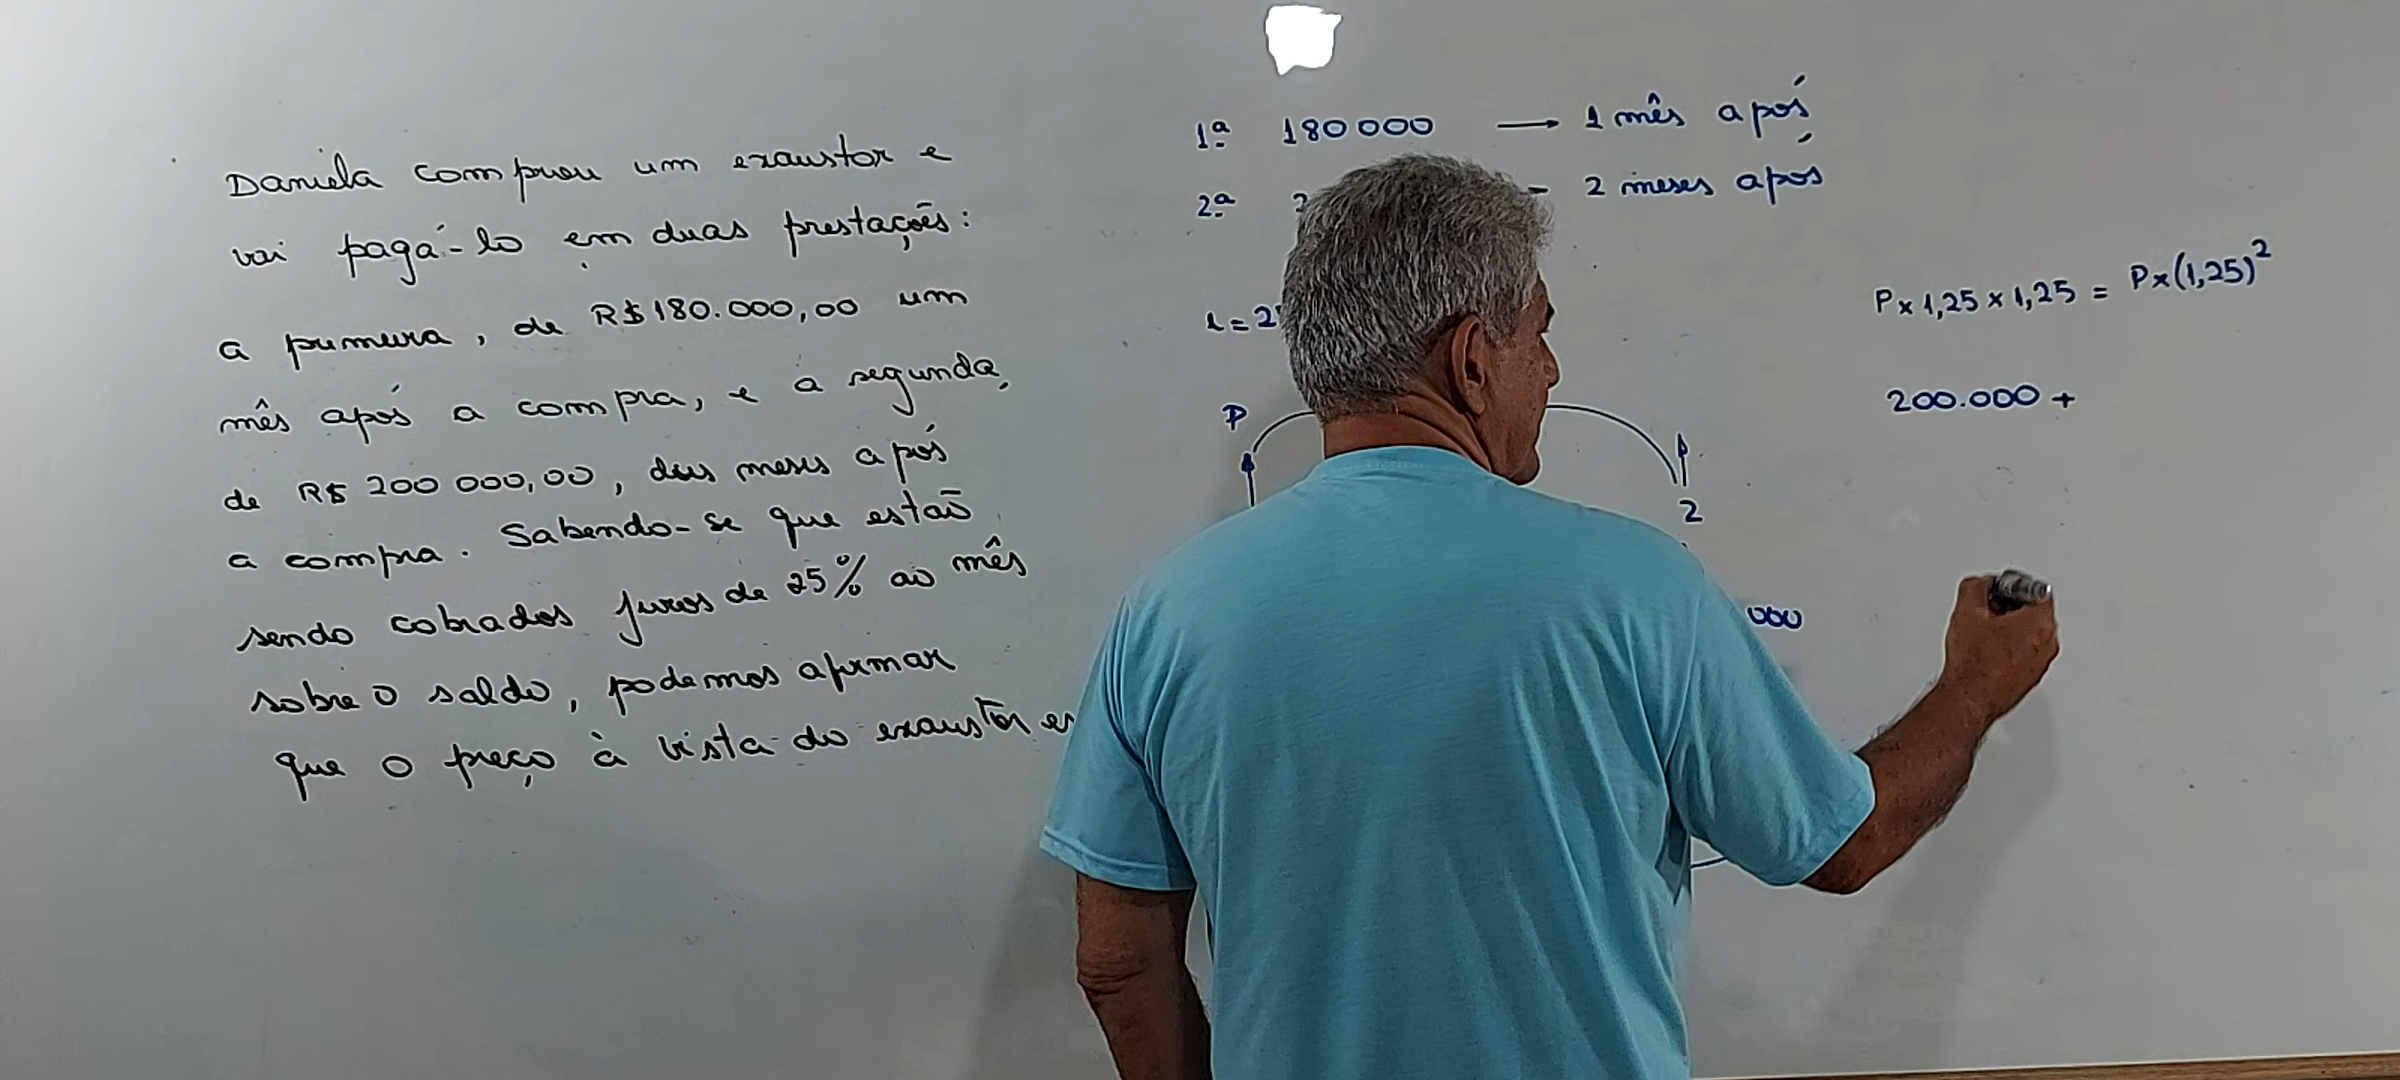 Daniela comprou um exaustor e
vai pagá-lo em duas prestações:
a primeira, de R$ 180.000,00 um
mês após a compra, e a segunda,
de R$ 200 000,00, dois meses após
a compra. Sabendo-se que estão
sendo cobrados juros de 25% ao mês
sobre o saldo, podemos afirmar
que o preço à vista do exaustor
1ª 180 000 → 1 mês após
2ª 2 meses após
i = 2
P × 1,25 × 1,25 = P × (1,25)²
P
200.000 +
2
000